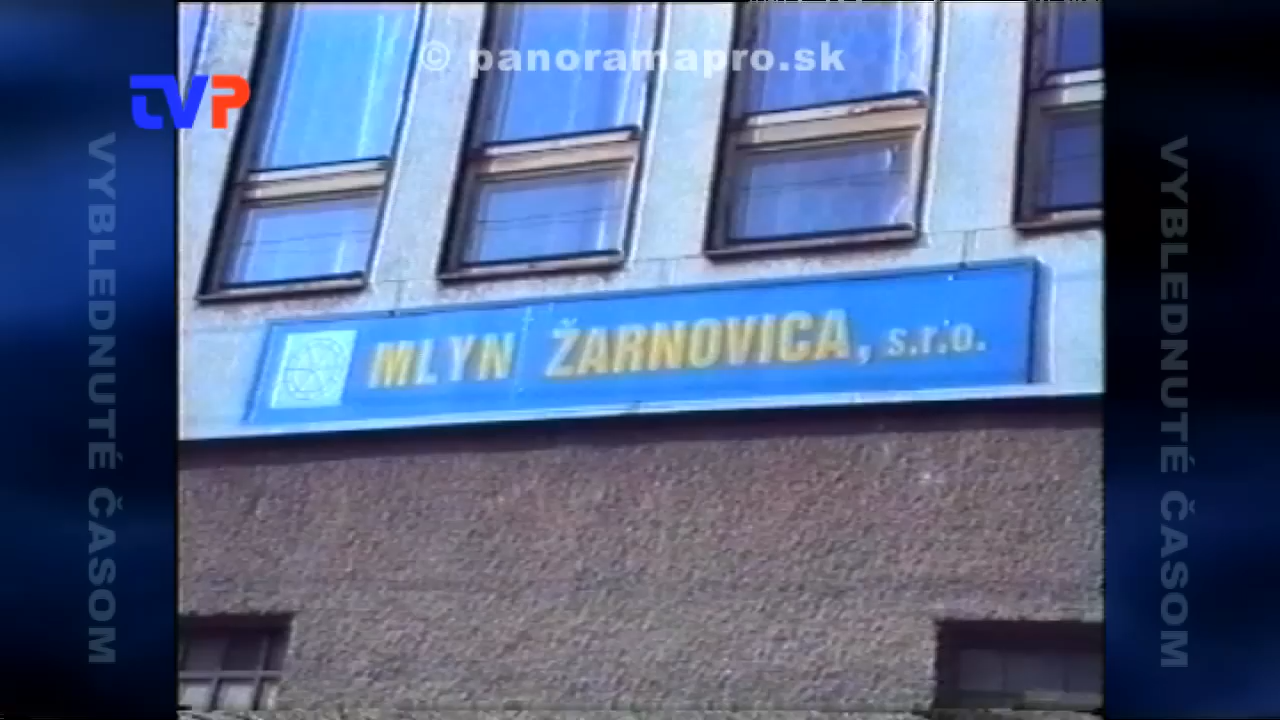 © panoramapro.sk
TVP
VYBLEDNUTÉ ČASOM
MLYN ŽARNOVICA, s.r.o.
VYBLEDNUTÉ ČASOM